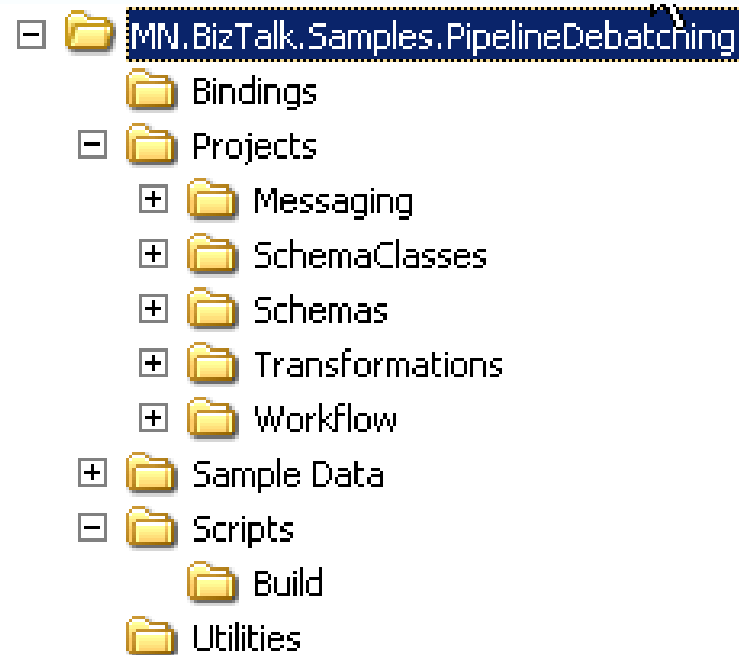 MN.BizTalk.Samples.PipelineDebatching
Bindings
Projects
Messaging
SchemaClasses
Schemas
Transformations
Workflow
Sample Data
Scripts
Build
Utilities